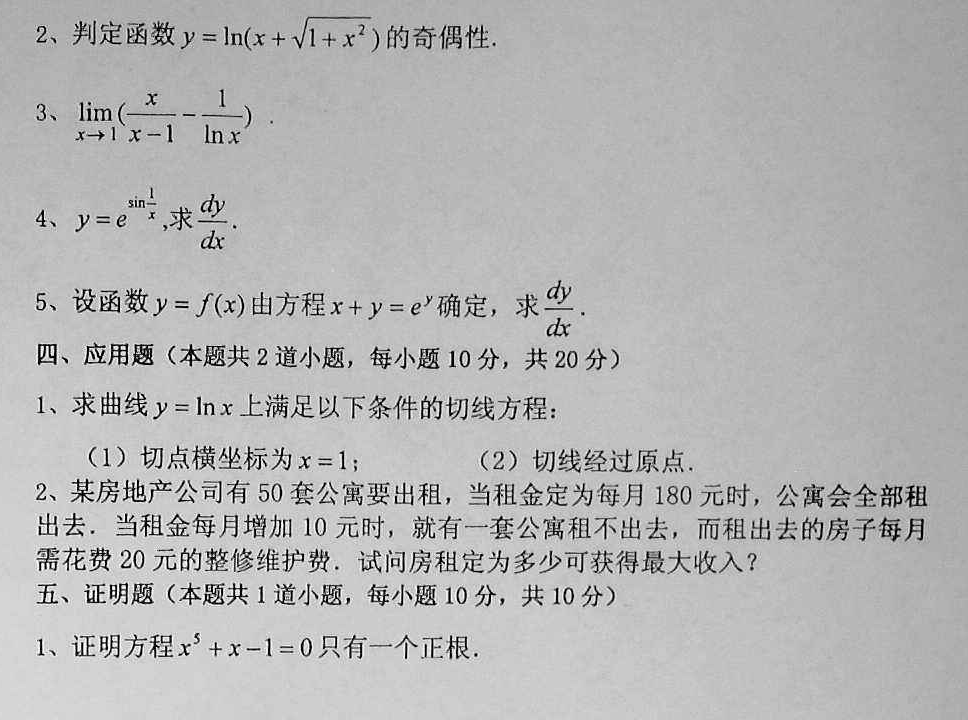 2、判定函数 y = ln(x + √(1 + x²)) 的奇偶性.
3、lim_{x→1} (x/(x−1) − 1/ln x) .
4、y = e^{sin(1/x)} ,求 dy/dx .
5、设函数 y = f(x) 由方程 x + y = e^y 确定，求 dy/dx .
四、应用题（本题共 2 道小题，每小题 10 分，共 20 分）
1、求曲线 y = ln x 上满足以下条件的切线方程：
（1）切点横坐标为 x = 1； （2）切线经过原点.
2、某房地产公司有 50 套公寓要出租，当租金定为每月 180 元时，公寓会全部租
出去．当租金每月增加 10 元时，就有一套公寓租不出去，而租出去的房子每月
需花费 20 元的整修维护费．试问房租定为多少可获得最大收入？
五、证明题（本题共 1 道小题，每小题 10 分，共 10 分）
1、证明方程 x⁵ + x − 1 = 0 只有一个正根.